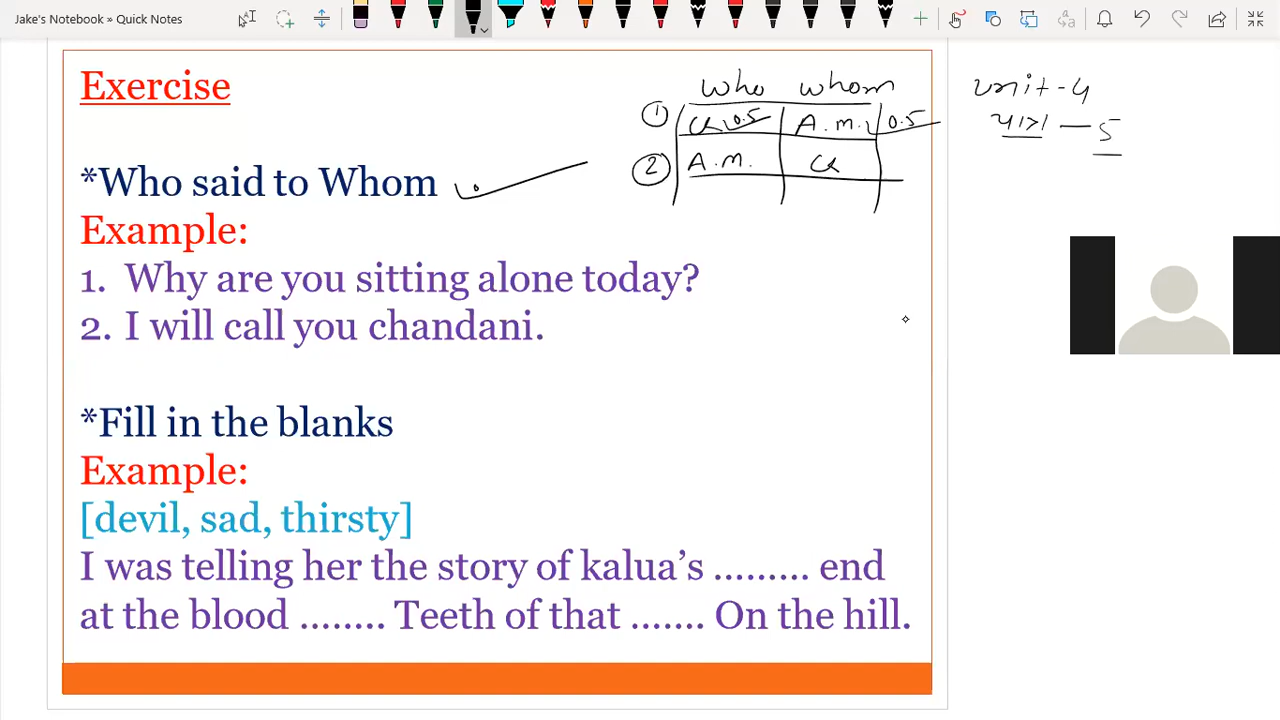 Jake's Notebook » Quick Notes
Exercise
who whom
unit-4
① 0.5 A.M. 0.5
5
② A.M.
*Who said to Whom
Example:
1. Why are you sitting alone today?
2. I will call you chandani.
*Fill in the blanks
Example:
[devil, sad, thirsty]
I was telling her the story of kalua’s ......... end
at the blood ........ Teeth of that ....... On the hill.